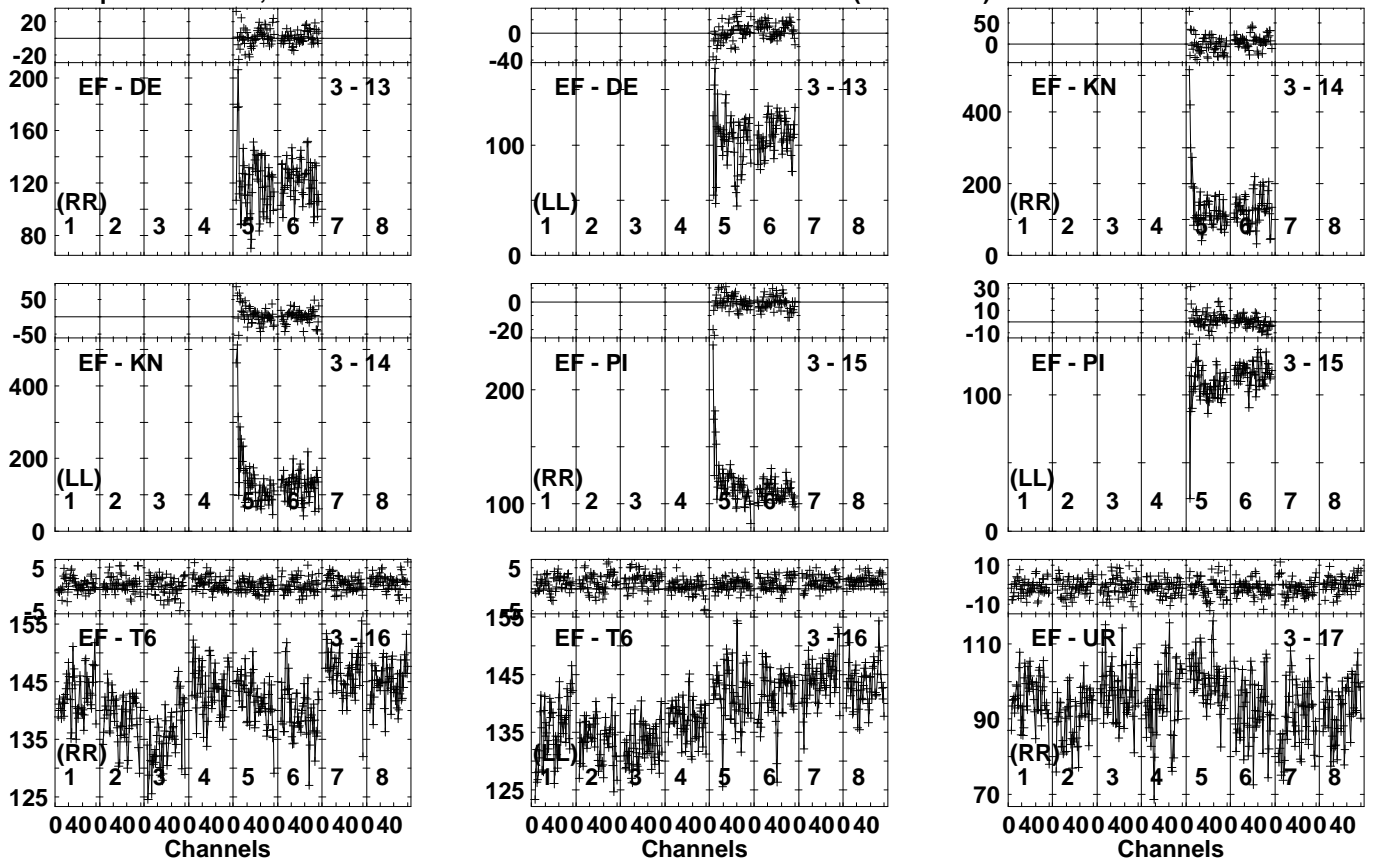 20
-20
200
160
120
80
EF - DE 3 - 13
(RR)
1 2 3 4 5 6 7 8
0
-40
100
0
EF - DE 3 - 13
(LL)
1 2 3 4 5 6 7 8
50
0
400
200
0
EF - KN 3 - 14
(RR)
1 2 3 4 5 6 7 8
50
-50
400
200
0
EF - KN 3 - 14
(LL)
1 2 3 4 5 6 7 8
0
-20
200
100
EF - PI 3 - 15
(RR)
1 2 3 4 5 6 7 8
30
10
-10
100
0
EF - PI 3 - 15
(LL)
1 2 3 4 5 6 7 8
5
-5
155
145
135
125
EF - T6 3 - 16
(RR)
1 2 3 4 5 6 7 8
0 40 0 40 0 40 0 40 0 40 0 40 0 40 0 40
Channels
5
-5
155
145
135
125
EF - T6 3 - 16
(LL)
1 2 3 4 5 6 7 8
0 40 0 40 0 40 0 40 0 40 0 40 0 40 0 40
Channels
10
-10
110
90
70
EF - UR 3 - 17
(RR)
1 2 3 4 5 6 7 8
0 40 0 40 0 40 0 40 0 40 0 40 0 40 0 40
Channels